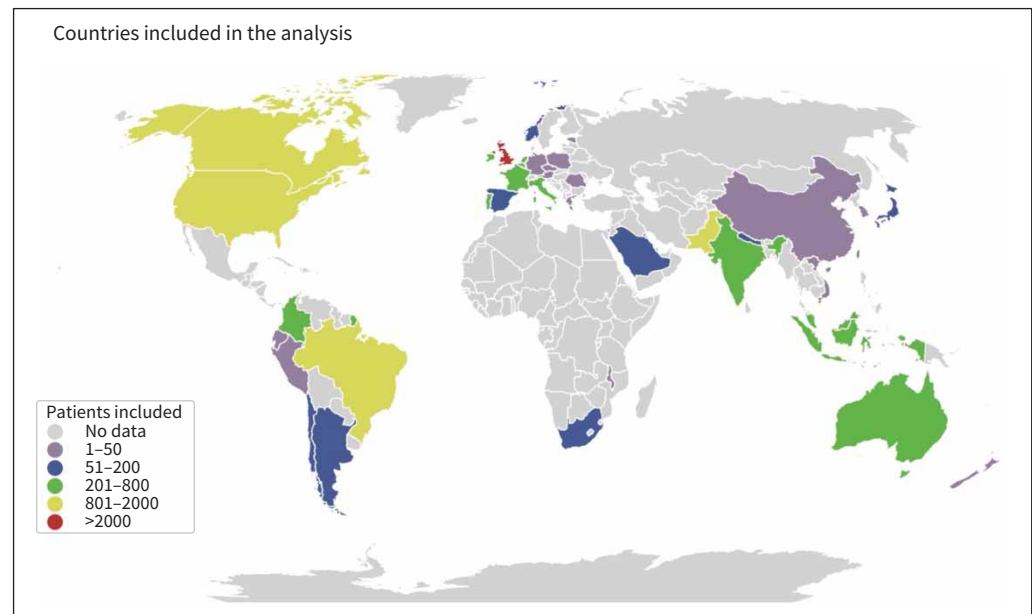 Countries included in the analysis
Patients included
No data
1–50
51–200
201–800
801–2000
>2000